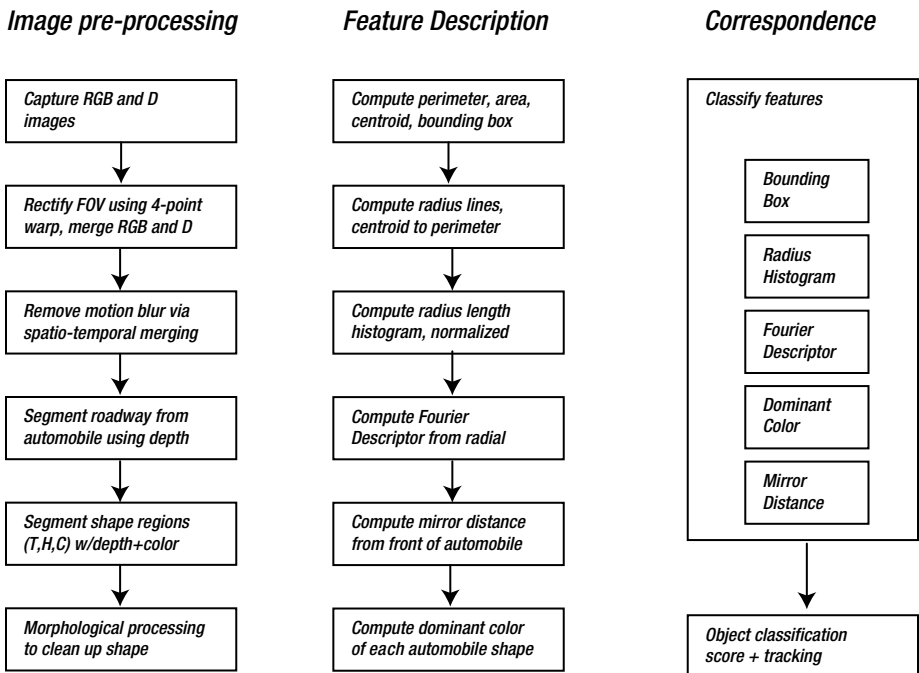 Image pre-processing
Capture RGB and D
images
Rectify FOV using 4-point
warp, merge RGB and D
Remove motion blur via
spatio-temporal merging
Segment roadway from
automobile using depth
Segment shape regions
(T,H,C) w/depth+color
Morphological processing
to clean up shape
Feature Description
Compute perimeter, area,
centroid, bounding box
Compute radius lines,
centroid to perimeter
Compute radius length
histogram, normalized
Compute Fourier
Descriptor from radial
Compute mirror distance
from front of automobile
Compute dominant color
of each automobile shape
Correspondence
Classify features
Bounding
Box
Radius
Histogram
Fourier
Descriptor
Dominant
Color
Mirror
Distance
Object classification
score + tracking